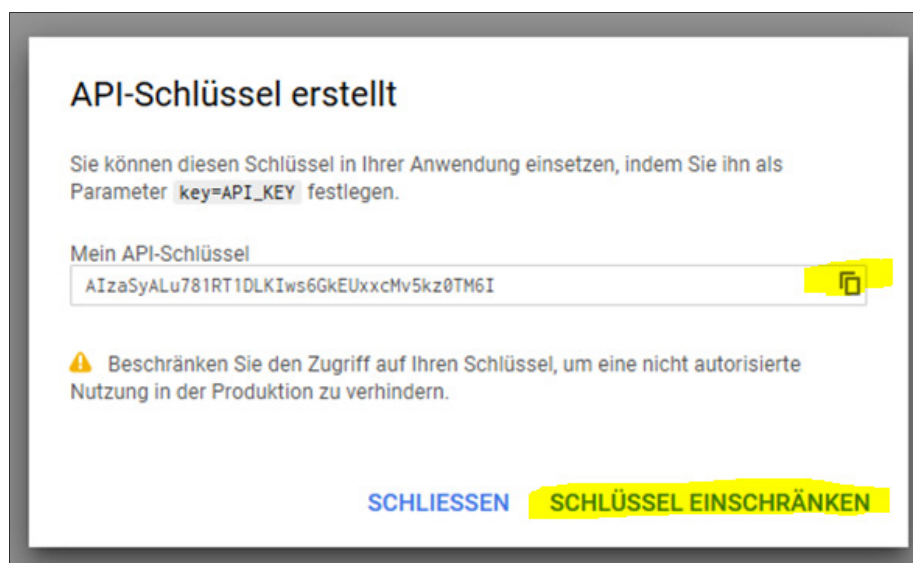 API-Schlüssel erstellt
Sie können diesen Schlüssel in Ihrer Anwendung einsetzen, indem Sie ihn als
Parameter key=API_KEY festlegen.
Mein API-Schlüssel
AIzaSyALu781RT1DLKIws6GkEUxxcMv5kz0TM6I
Beschränken Sie den Zugriff auf Ihren Schlüssel, um eine nicht autorisierte
Nutzung in der Produktion zu verhindern.
SCHLIESSEN SCHLÜSSEL EINSCHRÄNKEN